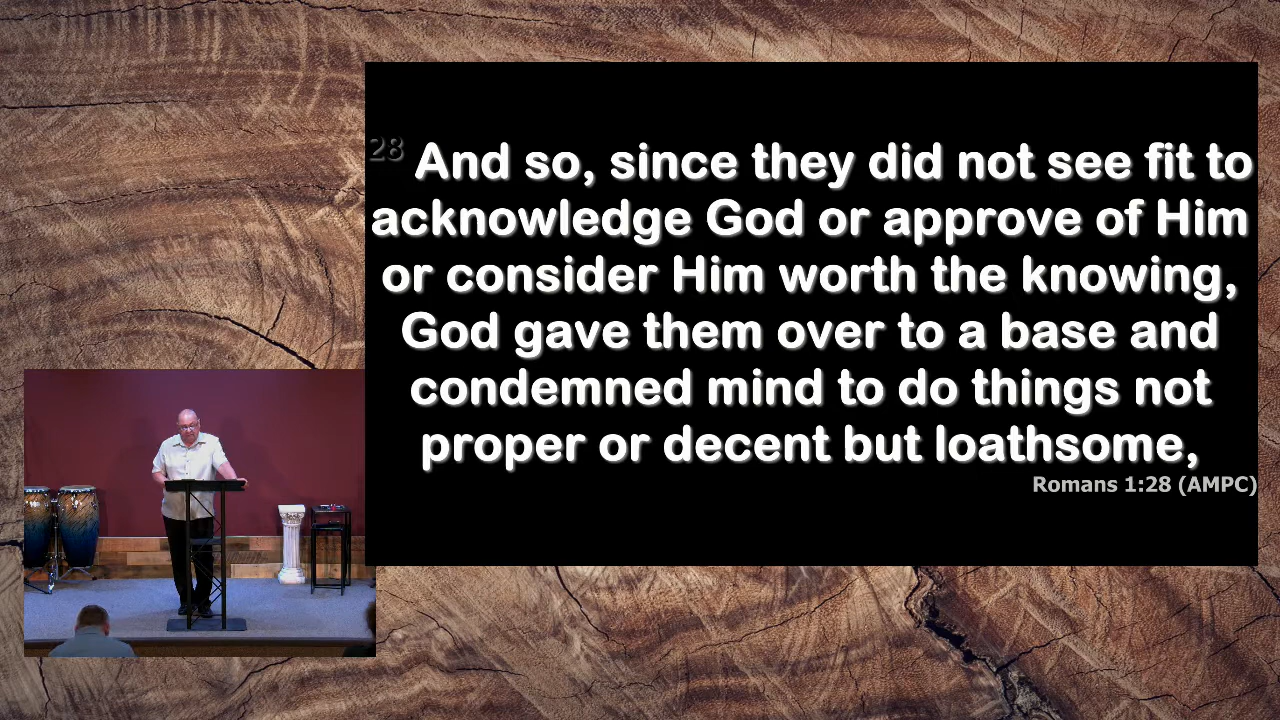 28 And so, since they did not see fit to
acknowledge God or approve of Him
or consider Him worth the knowing,
God gave them over to a base and
condemned mind to do things not
proper or decent but loathsome,
Romans 1:28 (AMPC)